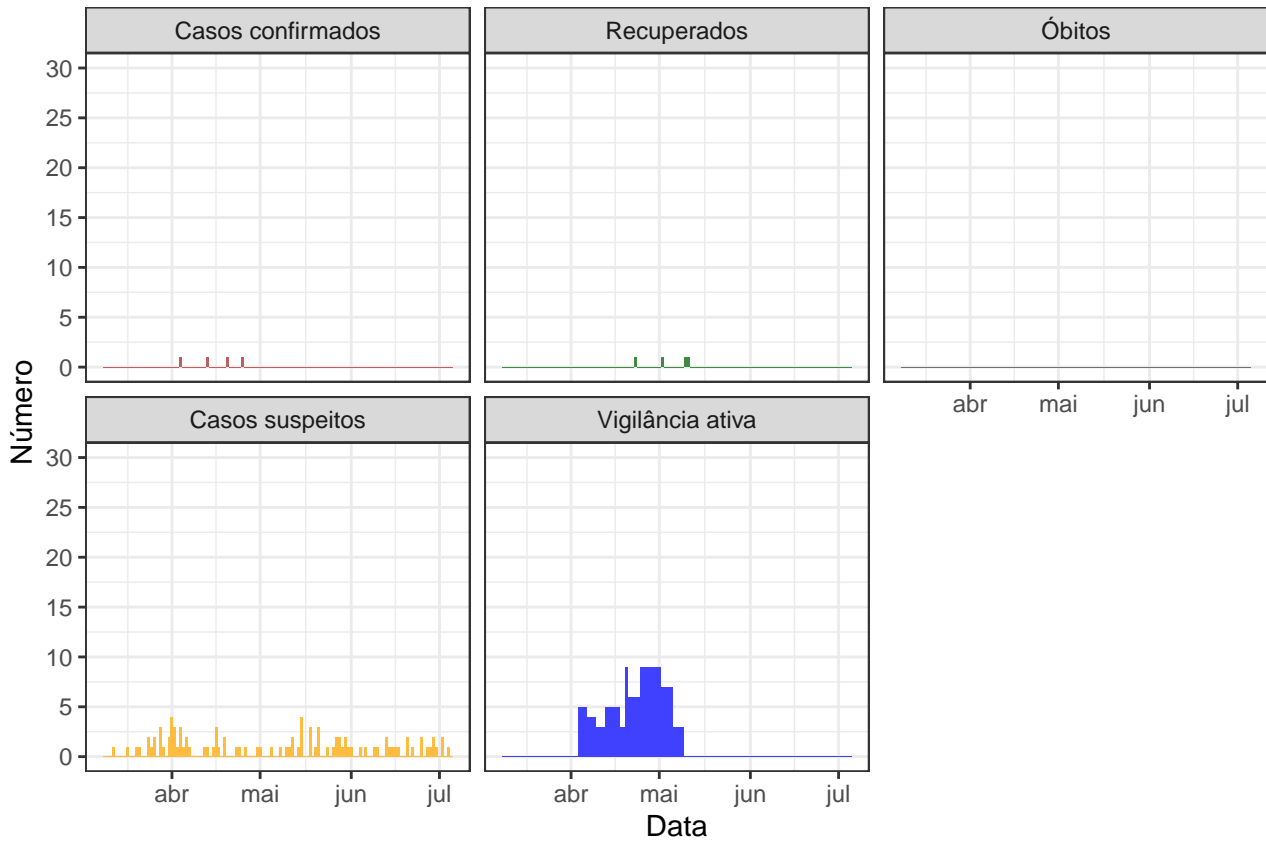 Casos confirmados
Recuperados
Óbitos
30
25
20
15
10
5
0
abr mai jun jul
Casos suspeitos
Vigilância ativa
30
25
20
15
10
5
0
abr mai jun jul
abr mai jun jul
Número
Data